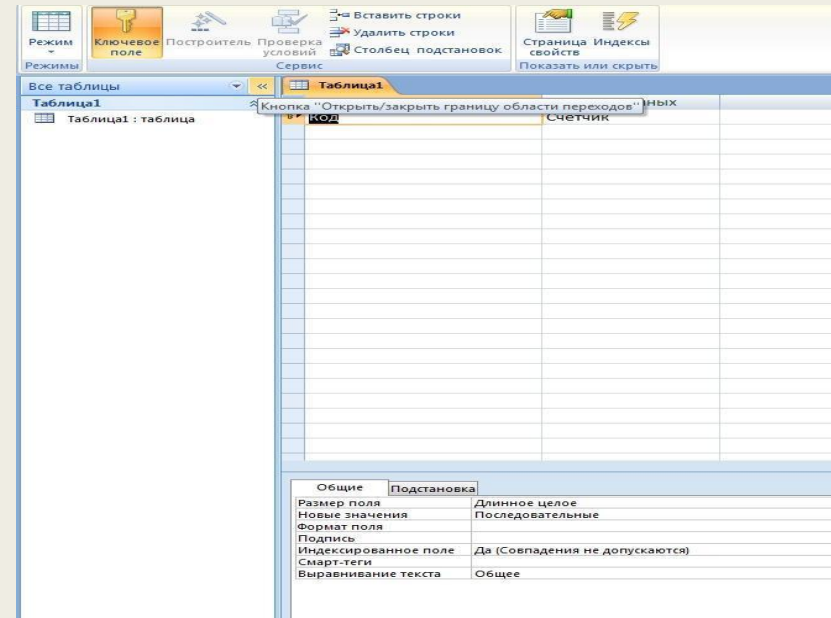 Режим
Ключевое поле
Построитель
Проверка условий
Вставить строки
Удалить строки
Столбец подстановок
Страница свойств
Индексы
Режимы
Сервис
Показать или скрыть
Все таблицы
Таблица1
Таблица1
Кнопка "Открыть/закрыть границу области переходов"
Таблица1 : таблица
Код
Счетчик
Общие
Подстановка
Размер поля Длинное целое
Новые значения Последовательные
Формат поля
Подпись
Индексированное поле Да (Совпадения не допускаются)
Смарт-теги
Выравнивание текста Общее